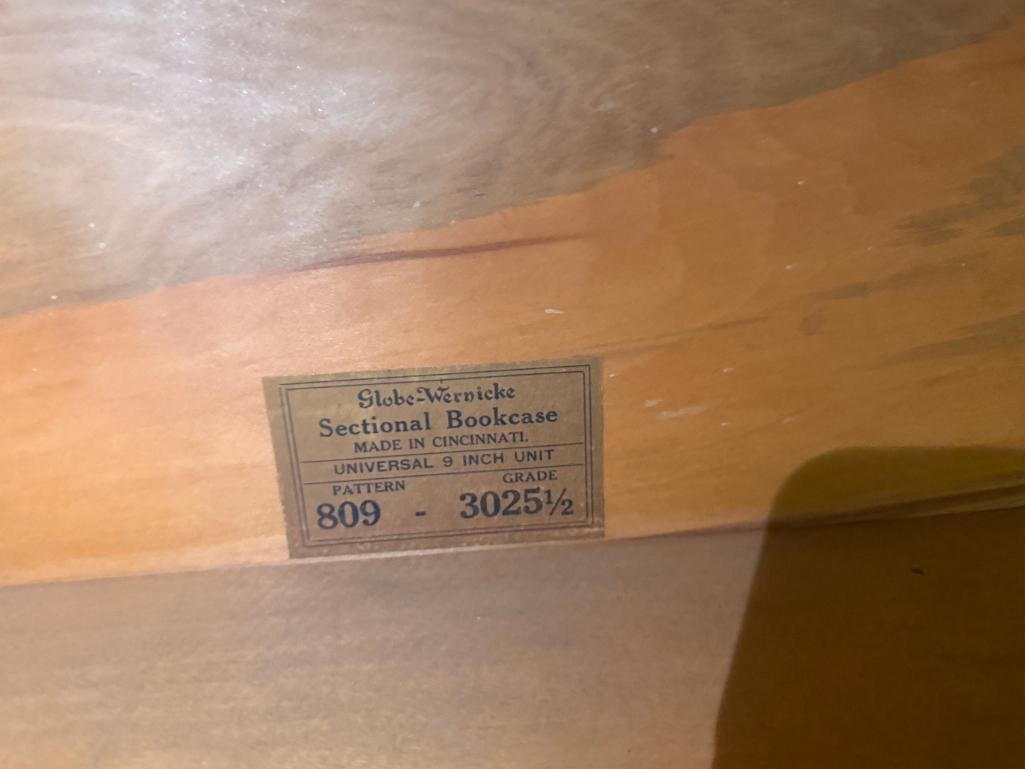 Globe-Wernicke
Sectional Bookcase
MADE IN CINCINNATI.
UNIVERSAL 9 INCH UNIT
PATTERN GRADE
809 - 3025½